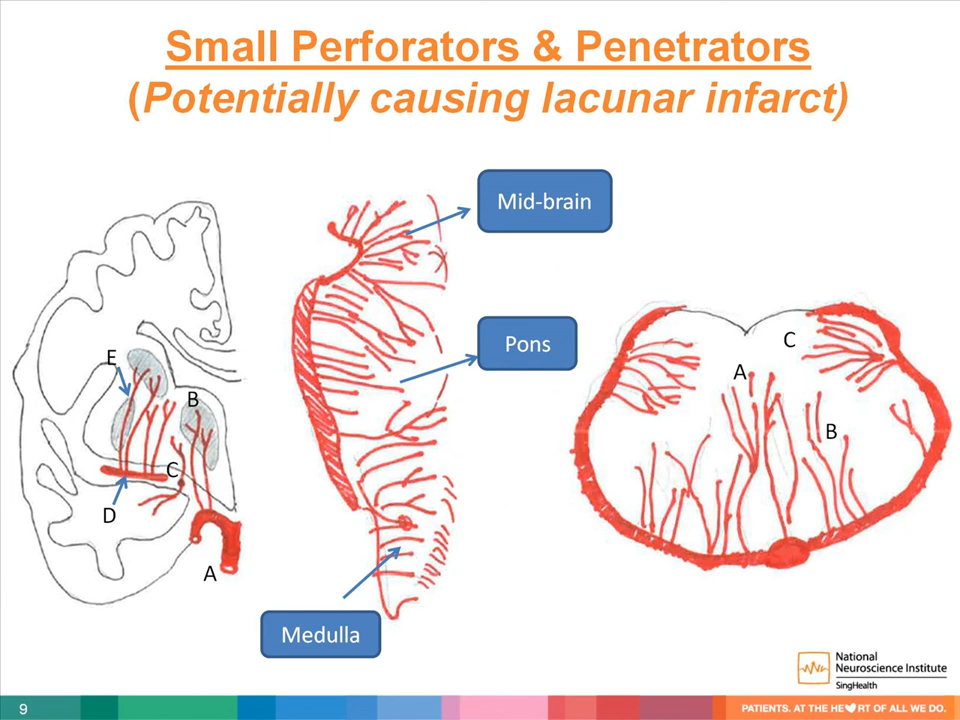 Small Perforators & Penetrators
(Potentially causing lacunar infarct)
Mid-brain
Pons
Medulla
E
B
C
D
A
C
A
B
National
Neuroscience Institute
SingHealth
9
PATIENTS. AT THE HE RT OF ALL WE DO.